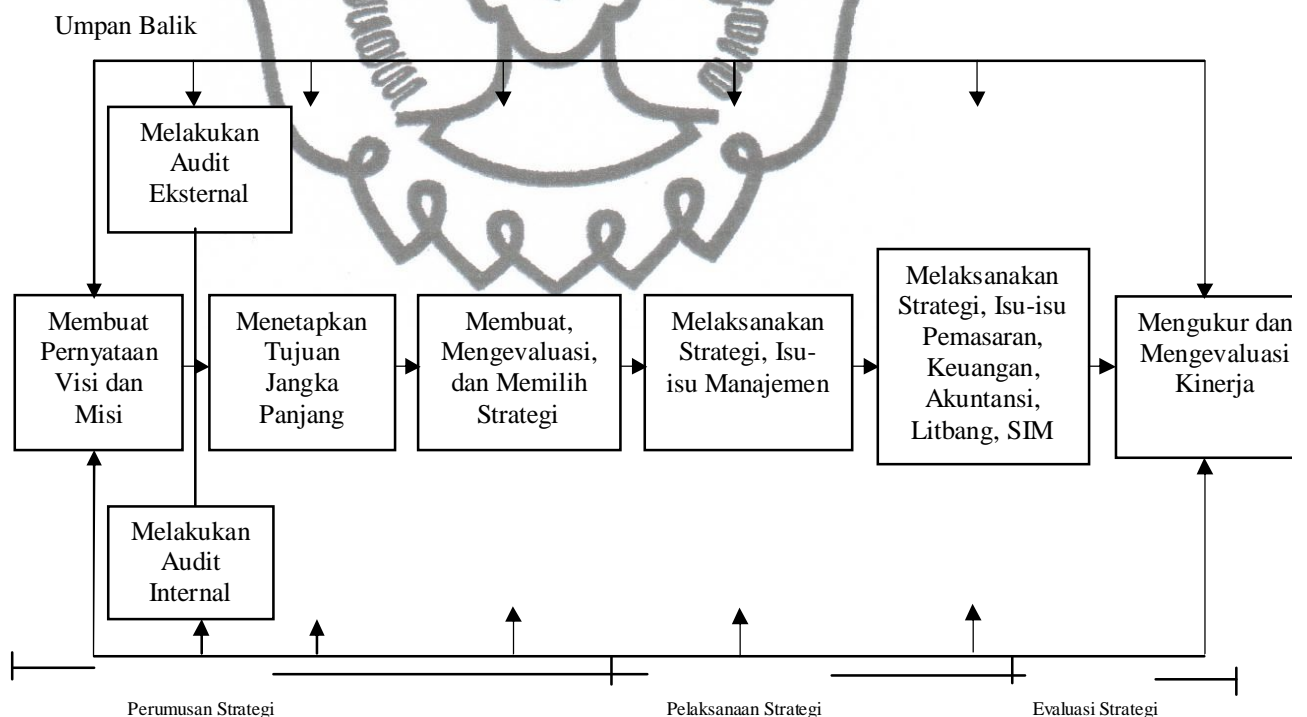 Umpan Balik
Melakukan
Audit
Eksternal
Membuat
Pernyataan
Visi dan
Misi
Menetapkan
Tujuan
Jangka
Panjang
Membuat,
Mengevaluasi,
dan Memilih
Strategi
Melaksanakan
Strategi, Isu-
isu Manajemen
Melaksanakan
Strategi, Isu-isu
Pemasaran,
Keuangan,
Akuntansi,
Litbang, SIM
Mengukur dan
Mengevaluasi
Kinerja
Melakukan
Audit
Internal
Perumusan Strategi
Pelaksanaan Strategi
Evaluasi Strategi